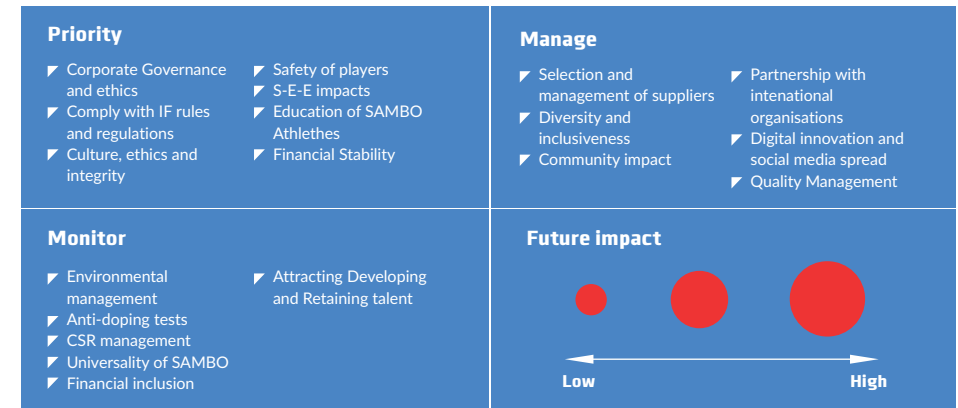 Priority
Corporate Governance
and ethics
Comply with IF rules
and regulations
Culture, ethics and
integrity
Safety of players
S-E-E impacts
Education of SAMBO
Athlethes
Financial Stability
Manage
Selection and
management of suppliers
Diversity and
inclusiveness
Community impact
Partnership with
intenational
organisations
Digital innovation and
social media spread
Quality Management
Monitor
Environmental
management
Anti-doping tests
CSR management
Universality of SAMBO
Financial inclusion
Attracting Developing
and Retaining talent
Future impact
Low
High